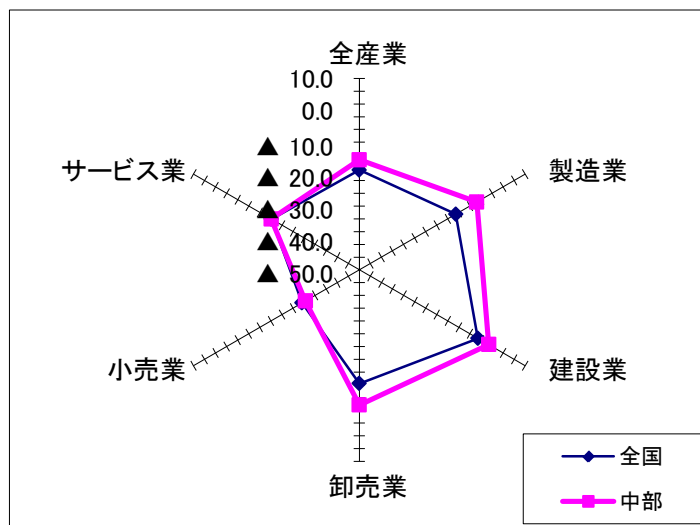 全産業
10.0
0.0
▲ 10.0
▲ 20.0
▲ 30.0
▲ 40.0
▲ 50.0
サービス業
製造業
小売業
建設業
卸売業
全国
中部